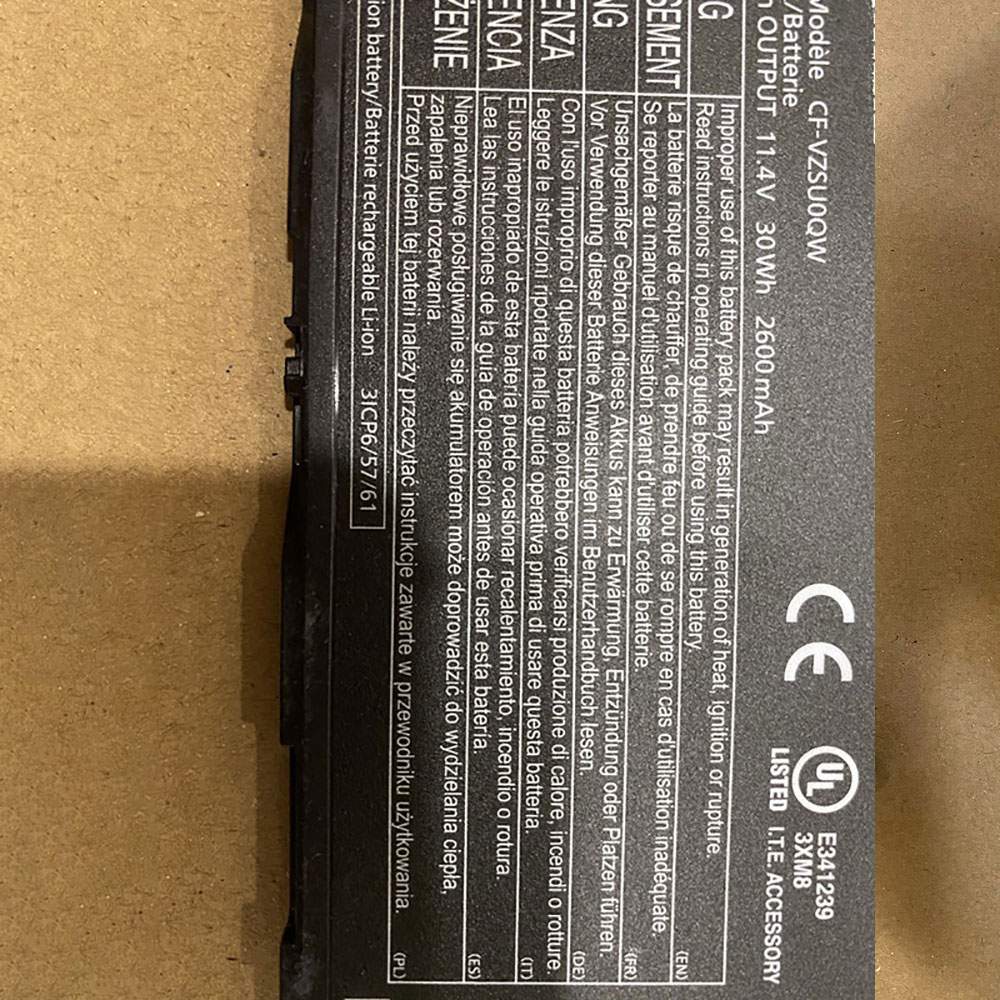 Modèle CF-VZSU0QW
/Batterie
OUTPUT 11.4V 30Wh 2600mAh
CE
UL
E341239
3XM8
LISTED I.T.E. ACCESSORY
Improper use of this battery pack may result in generation of heat, ignition or rupture.
Read instructions in operating guide before using this battery. (EN)
SEMENT
La batterie risque de chauffer, de prendre feu ou de se rompre en cas d'utilisation inadéquate.
Se reporter au manuel d'utilisation avant d'utiliser cette batterie. (FR)
NG
Unsachgemäßer Gebrauch dieses Akkus kann zu Erwärmung, Entzündung oder Platzen führen.
Vor Verwendung dieser Batterie Anweisungen im Benutzerhandbuch lesen. (DE)
ENZA
Con l'uso improprio di questa batteria potrebbero verificarsi produzione di calore, incendi o rotture.
Leggere le istruzioni riportate nella guida operativa prima di usare questa batteria. (IT)
ENCIA
El uso inapropiado de esta batería puede ocasionar recalentamiento, incendio o rotura.
Lea las instrucciones de la guía de operación antes de usar esta batería. (ES)
ŻENIE
Nieprawidłowe posługiwanie się akumulatorem może doprowadzić do wydzielania ciepła,
zapalenia lub rozerwania.
Przed użyciem tej baterii należy przeczytać instrukcje zawarte w przewodniku użytkowania. (PL)
ion battery/Batterie rechargeable Li-ion 3ICP6/57/61